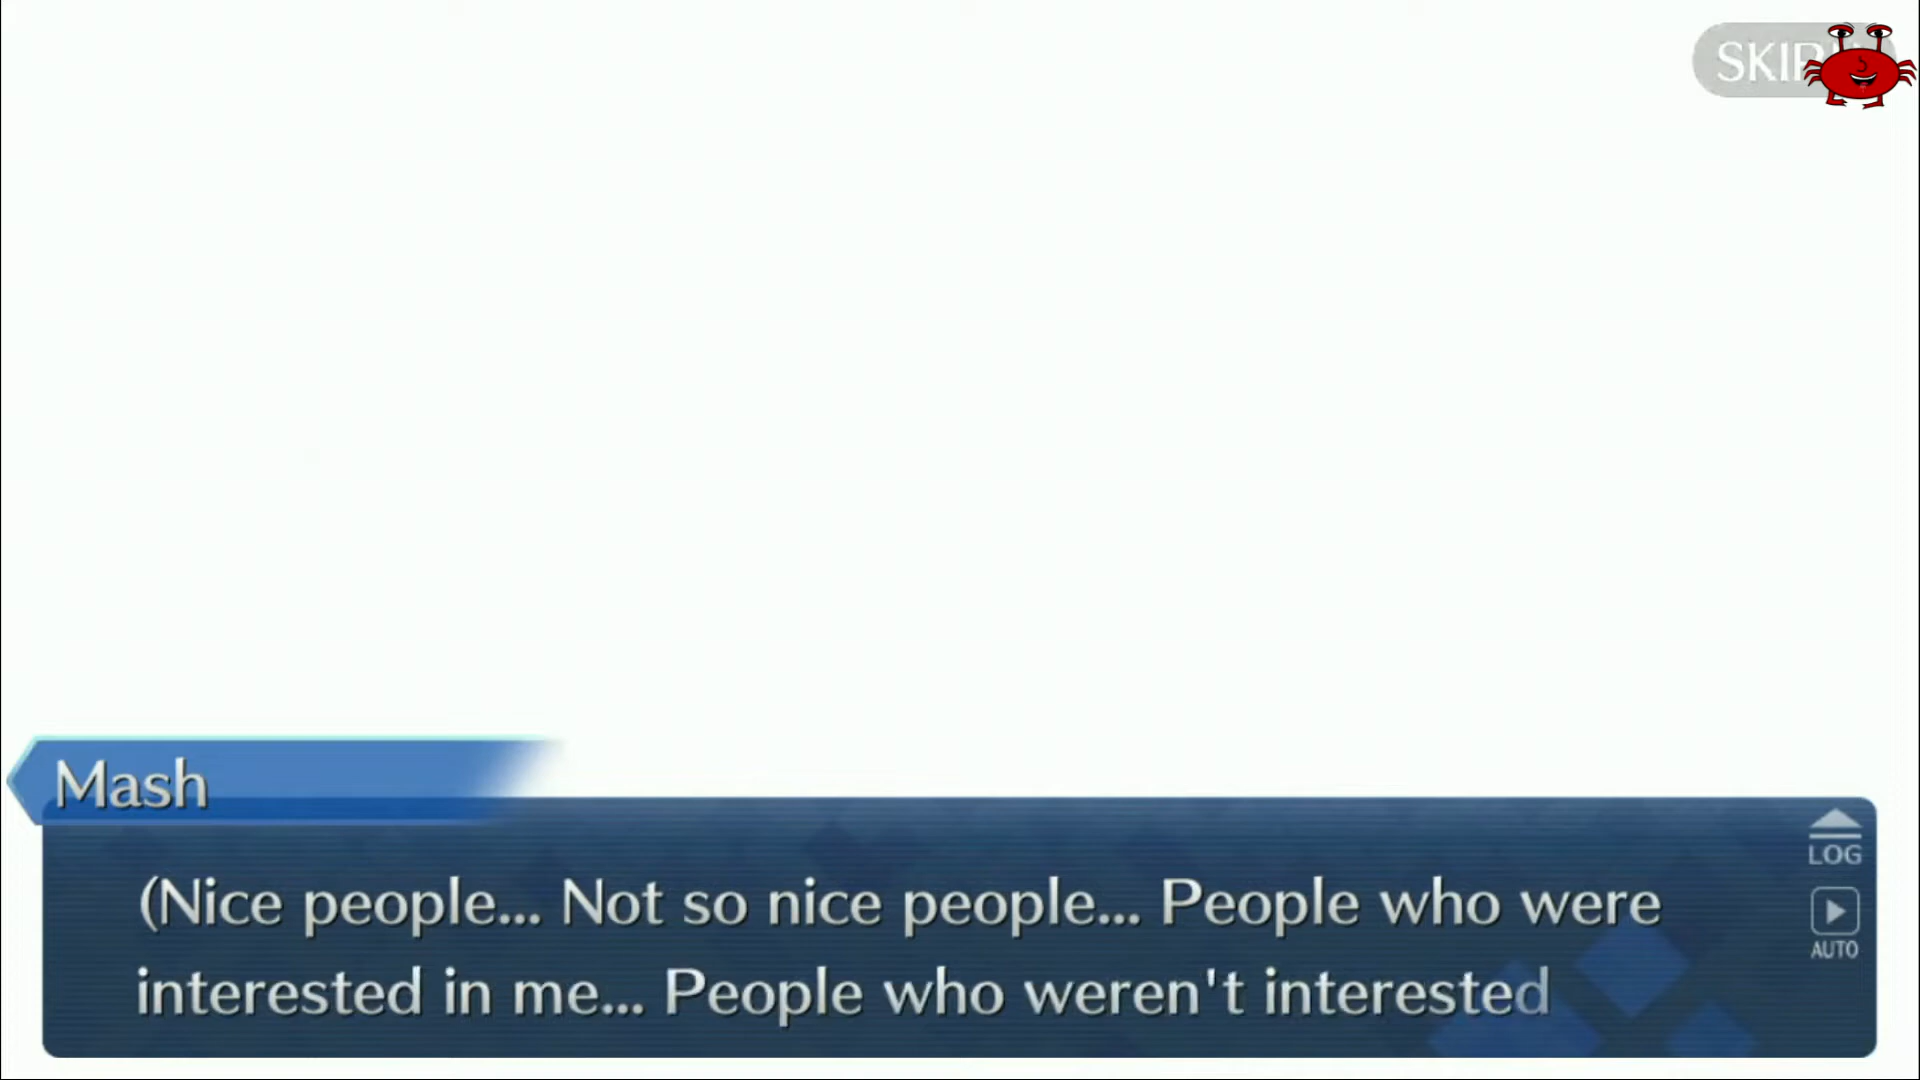 SKIP
Mash
(Nice people... Not so nice people... People who were
interested in me... People who weren't interested
LOG
AUTO